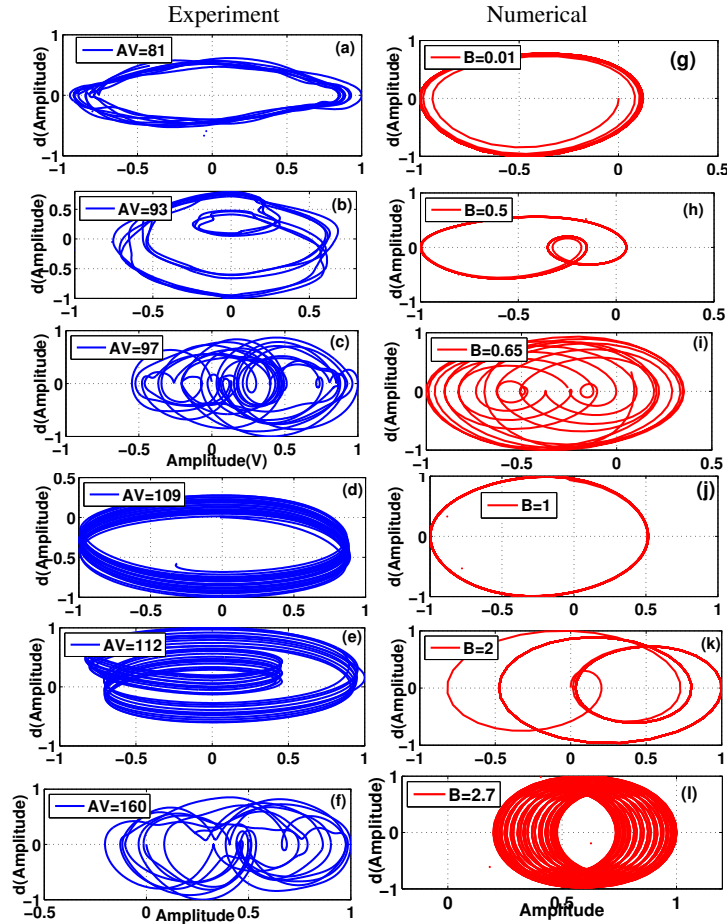 Experiment
Numerical
d(Amplitude)
1
0
−1
AV=81
(a)
−1 −0.5 0 0.5 1
d(Amplitude)
1
0
−1
B=0.01
(g)
−1 −0.5 0 0.5
d(Amplitude)
0.5
0
−0.5
−1
AV=93
(b)
−0.5 0 0.5
d(Amplitude)
1
0
−1
B=0.5
(h)
−1 −0.5 0 0.5
d(Amplitude)
1
0
−1
AV=97
(c)
−1 −0.5 0 0.5 1
Amplitude(V)
d(Amplitude)
1
0
−1
B=0.65
(i)
−1 −0.5 0 0.5
d(Amplitude)
0.5
0
−0.5
−1
AV=109
(d)
−1 −0.5 0 0.5 1
d(Amplitude)
1
0
−1
B=1
(j)
−1 −0.5 0 0.5 1
d(Amplitude)
1
0
−1
AV=112
(e)
−1 −0.5 0 0.5 1
d(Amplitude)
1
0
−1
B=2
(k)
−1 −0.5 0 0.5 1
d(Amplitude)
1
0
−1
AV=160
(f)
−0.5 0 0.5 1
Amplitude
d(Amplitude)
1
0
−1
B=2.7
(l)
0 0.5 1
Amplitude